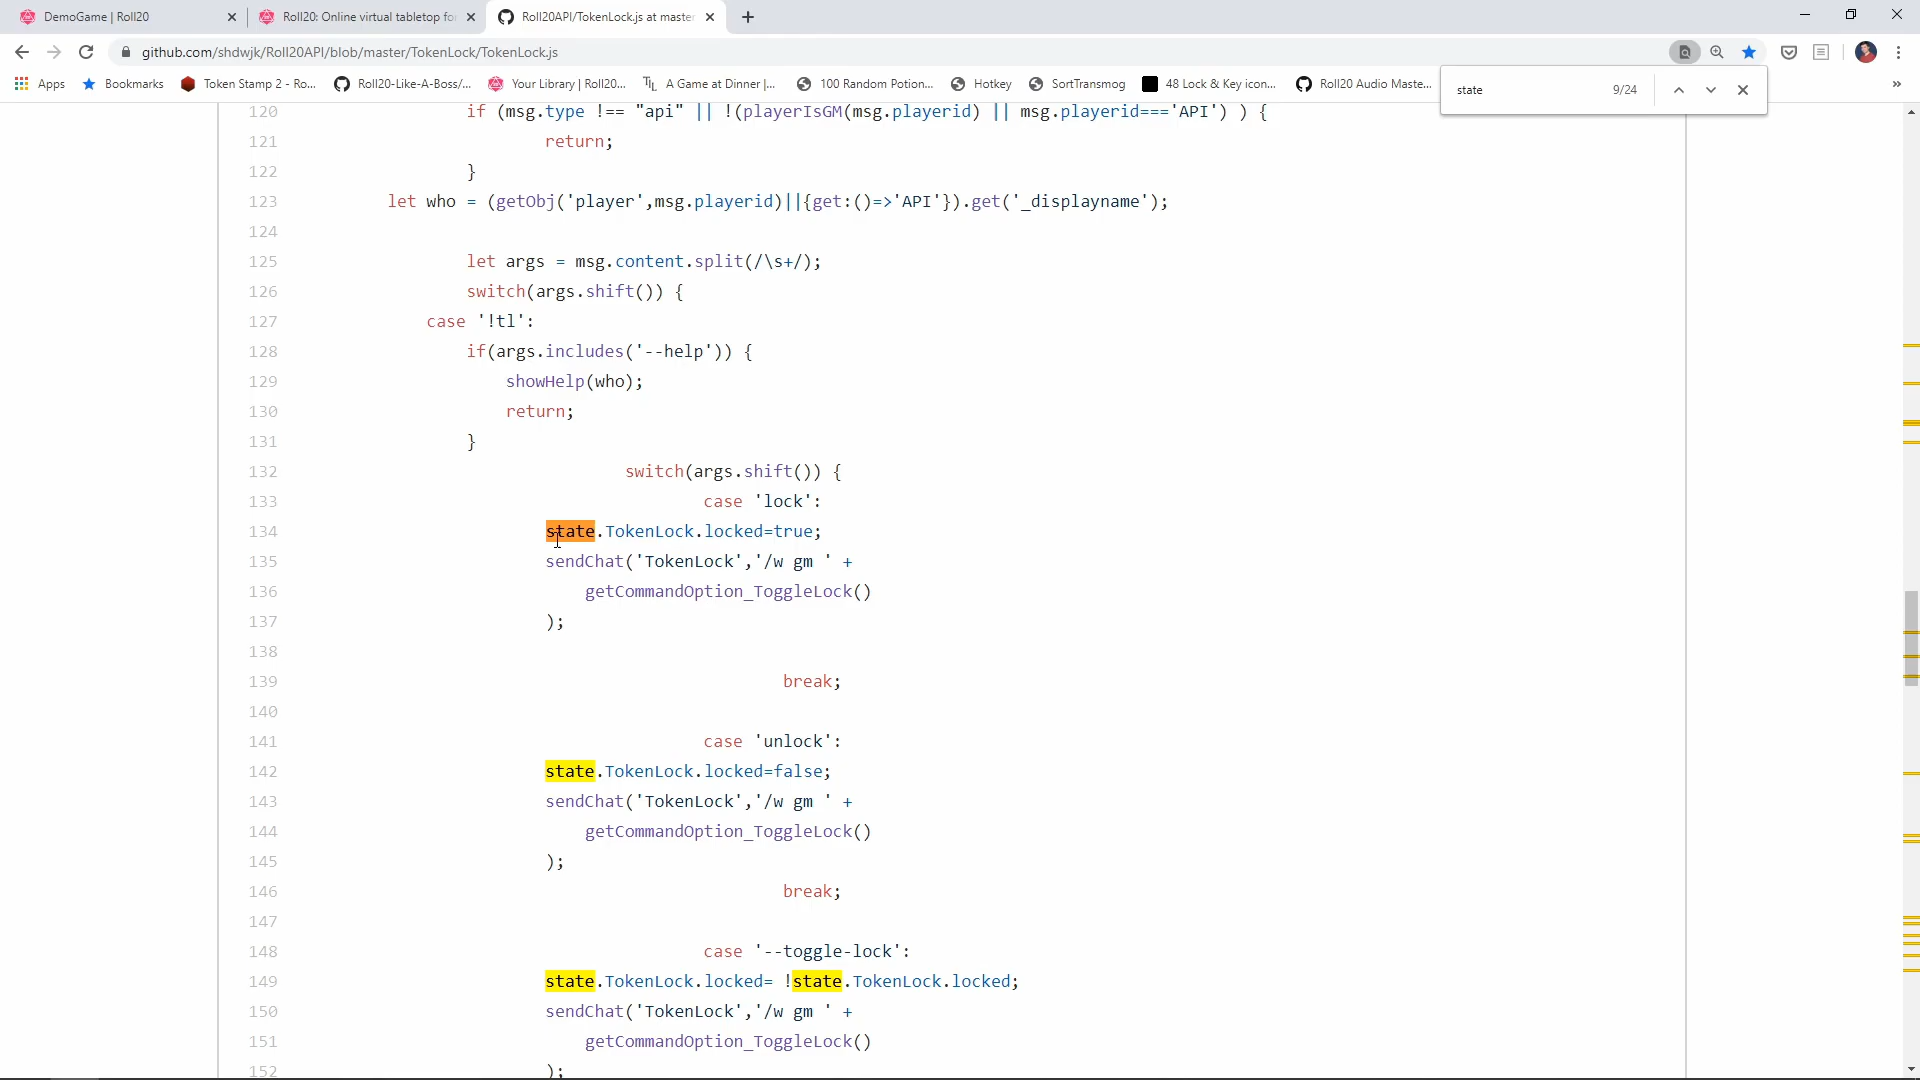 DemoGame | Roll20
Roll20: Online virtual tabletop fo
Roll20API/TokenLock.js at master
github.com/shdwjk/Roll20API/blob/master/TokenLock/TokenLock.js
Apps
Bookmarks
Token Stamp 2 - Ro...
Roll20-Like-A-Boss/...
Your Library | Roll20...
A Game at Dinner |...
100 Random Potion...
Hotkey
SortTransmog
48 Lock & Key icon...
Roll20 Audio Maste...
»
state
9/24
120 if (msg.type !== "api" || !(playerIsGM(msg.playerid) || msg.playerid==='API') ) {
121 return;
122 }
123 let who = (getObj('player',msg.playerid)||{get:()=>'API'}).get('_displayname');
124
125 let args = msg.content.split(/\s+/);
126 switch(args.shift()) {
127 case '!tl':
128 if(args.includes('--help')) {
129 showHelp(who);
130 return;
131 }
132 switch(args.shift()) {
133 case 'lock':
134 state.TokenLock.locked=true;
135 sendChat('TokenLock','/w gm ' +
136 getCommandOption_ToggleLock()
137 );
138
139 break;
140
141 case 'unlock':
142 state.TokenLock.locked=false;
143 sendChat('TokenLock','/w gm ' +
144 getCommandOption_ToggleLock()
145 );
146 break;
147
148 case '--toggle-lock':
149 state.TokenLock.locked= !state.TokenLock.locked;
150 sendChat('TokenLock','/w gm ' +
151 getCommandOption_ToggleLock()
152 );